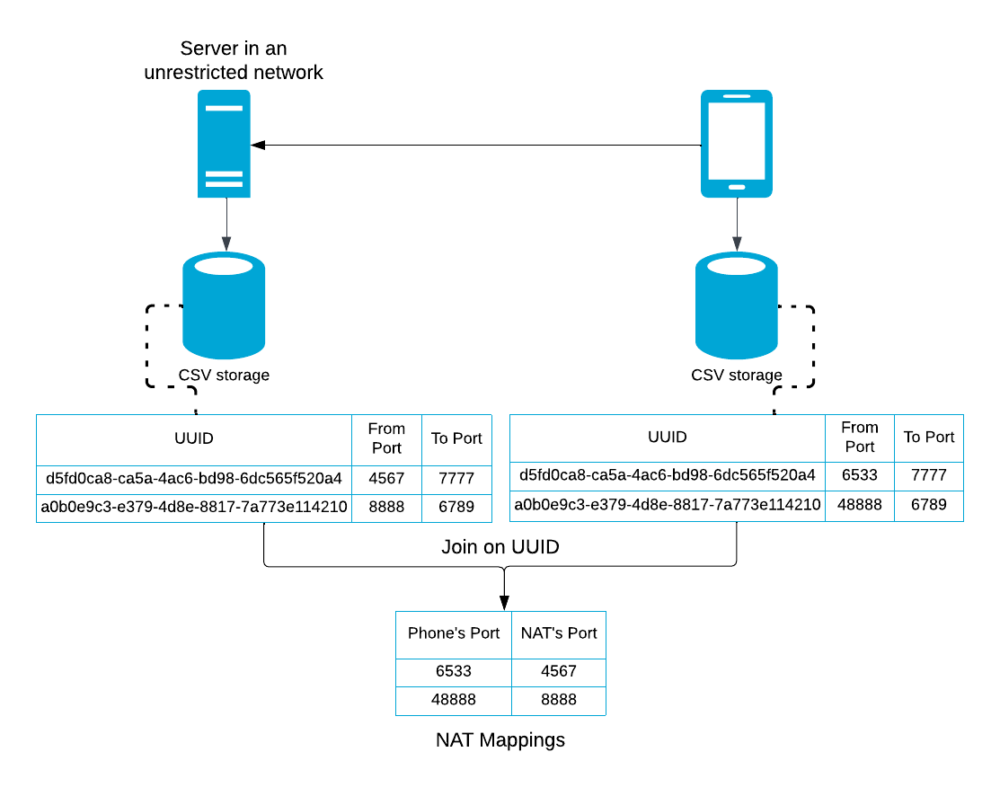 Server in an
unrestricted network
CSV storage
CSV storage
UUID From Port To Port
d5fd0ca8-ca5a-4ac6-bd98-6dc565f520a4 4567 7777
a0b0e9c3-e379-4d8e-8817-7a773e114210 8888 6789
UUID From Port To Port
d5fd0ca8-ca5a-4ac6-bd98-6dc565f520a4 6533 7777
a0b0e9c3-e379-4d8e-8817-7a773e114210 48888 6789
Join on UUID
Phone's Port NAT's Port
6533 4567
48888 8888
NAT Mappings